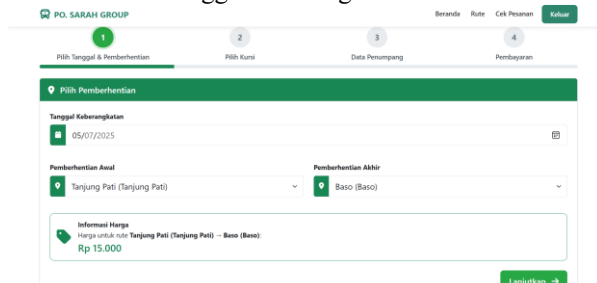 PO. SARAH GROUP
Beranda Rute Cek Pesanan Keluar
1 2 3 4
Pilih Tanggal & Pemberhentian Pilih Kursi Data Penumpang Pembayaran
Pilih Pemberhentian
Tanggal Keberangkatan
05/07/2025
Pemberhentian Awal Pemberhentian Akhir
Tanjung Pati (Tanjung Pati) Baso (Baso)
Informasi Harga
Harga untuk rute Tanjung Pati (Tanjung Pati) → Baso (Baso):
Rp 15.000
Lanjutkan →